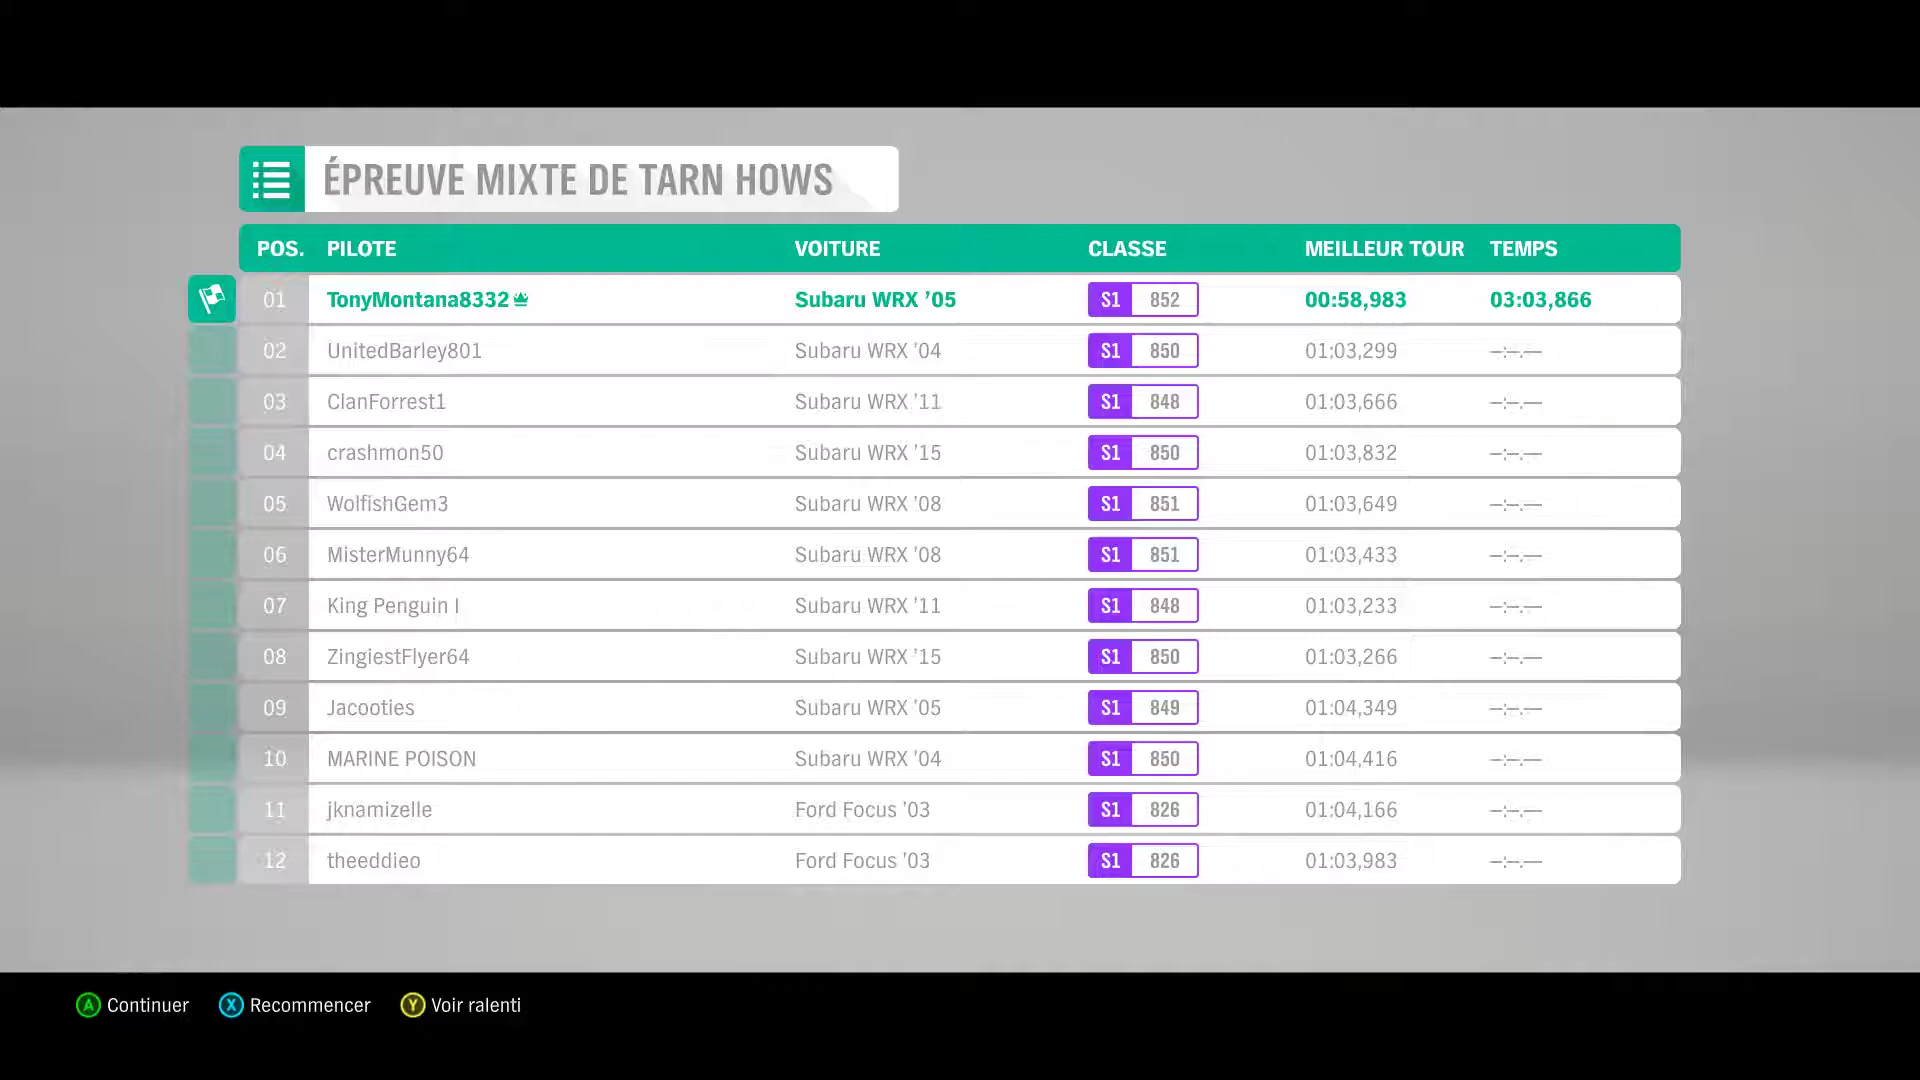 ÉPREUVE MIXTE DE TARN HOWS
POS. PILOTE VOITURE CLASSE MEILLEUR TOUR TEMPS
01 TonyMontana8332 Subaru WRX ’05 S1 852 00:58,983 03:03,866
02 UnitedBarley801 Subaru WRX ’04 S1 850 01:03,299 --:--.---
03 ClanForrest1 Subaru WRX ’11 S1 848 01:03,666 --:--.---
04 crashmon50 Subaru WRX ’15 S1 850 01:03,832 --:--.---
05 WolfishGem3 Subaru WRX ’08 S1 851 01:03,649 --:--.---
06 MisterMunny64 Subaru WRX ’08 S1 851 01:03,433 --:--.---
07 King Penguin I Subaru WRX ’11 S1 848 01:03,233 --:--.---
08 ZingiestFlyer64 Subaru WRX ’15 S1 850 01:03,266 --:--.---
09 Jacooties Subaru WRX ’05 S1 849 01:04,349 --:--.---
10 MARINE POISON Subaru WRX ’04 S1 850 01:04,416 --:--.---
11 jknamizelle Ford Focus ’03 S1 826 01:04,166 --:--.---
12 theeddieo Ford Focus ’03 S1 826 01:03,983 --:--.---
A Continuer X Recommencer Y Voir ralenti